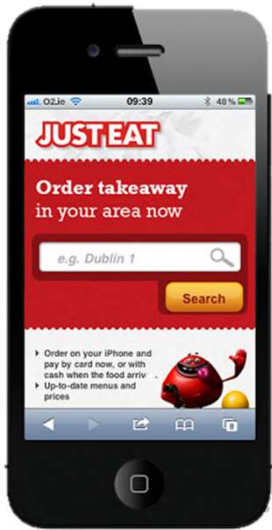 O2.ie 09:39 48%
JUST EAT
Order takeaway
in your area now
e.g. Dublin 1
Search
Order on your iPhone and
pay by card now, or with
cash when the food arriv
Up-to-date menus and
prices